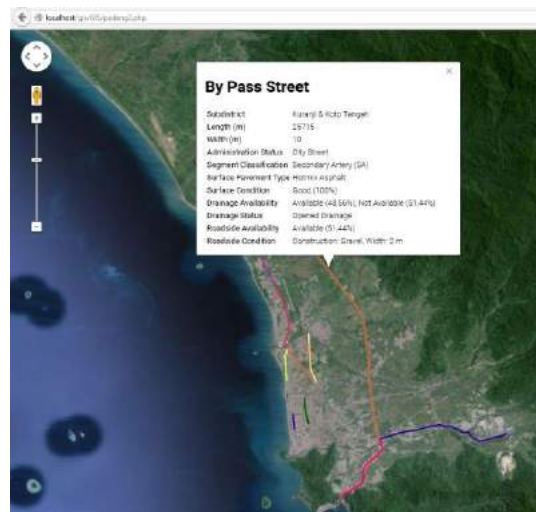 By Pass Street
Subdistrict Kuranji & Koto Tangah
Length (m)
Width (m) 10
Administration Status City Street
Segment Classification Secondary Artery (SA)
Surface Pavement Type Hotmix Asphalt
Surface Condition Good (100%)
Drainage Availability Available (48,56%), Not Available (51,44%)
Drainage Status Opened Drainage
Roadside Availability Available (51,44%)
Roadside Condition Construction: Gravel, Width: 2 m